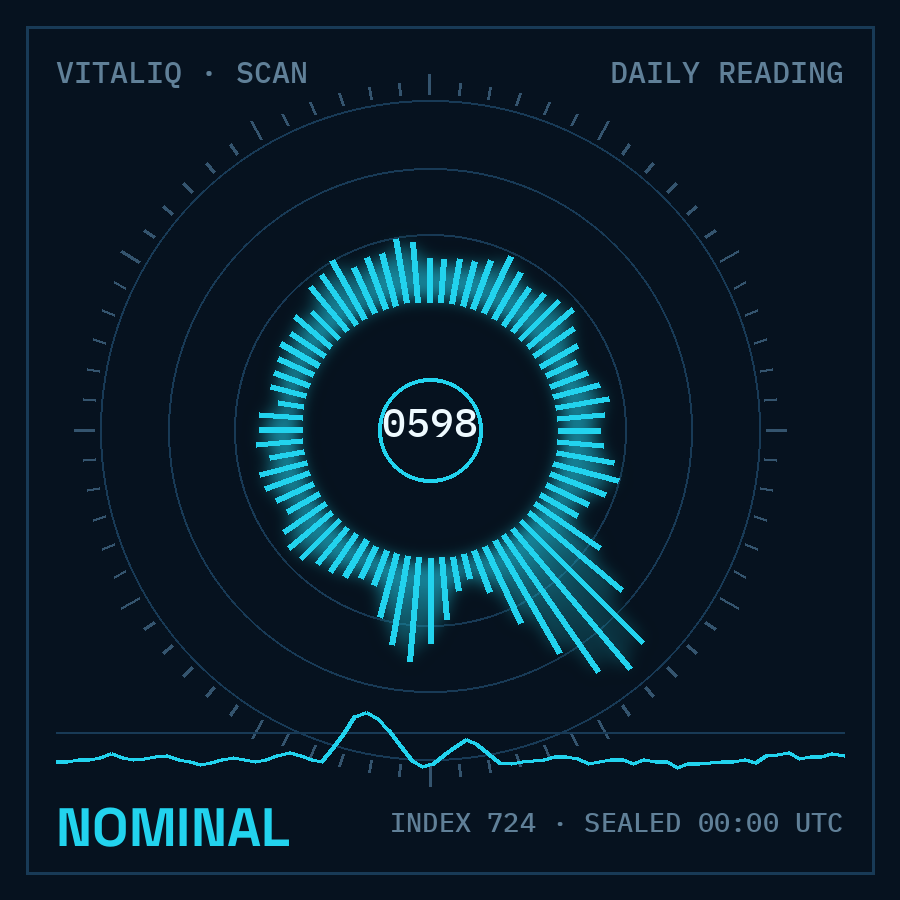 VITALIQ · SCAN
DAILY READING
0598
NOMINAL
INDEX 724 · SEALED 00:00 UTC